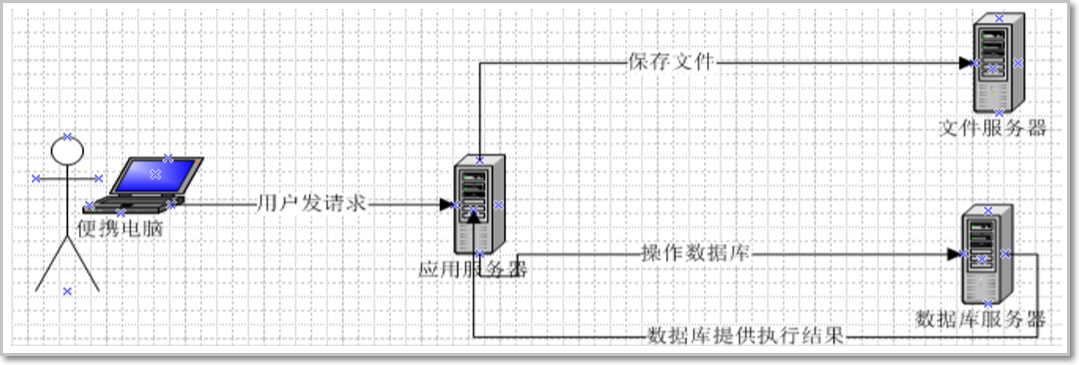 保存文件
文件服务器
用户发请求
便携电脑
应用服务器
操作数据库
数据库服务器
数据库提供执行结果